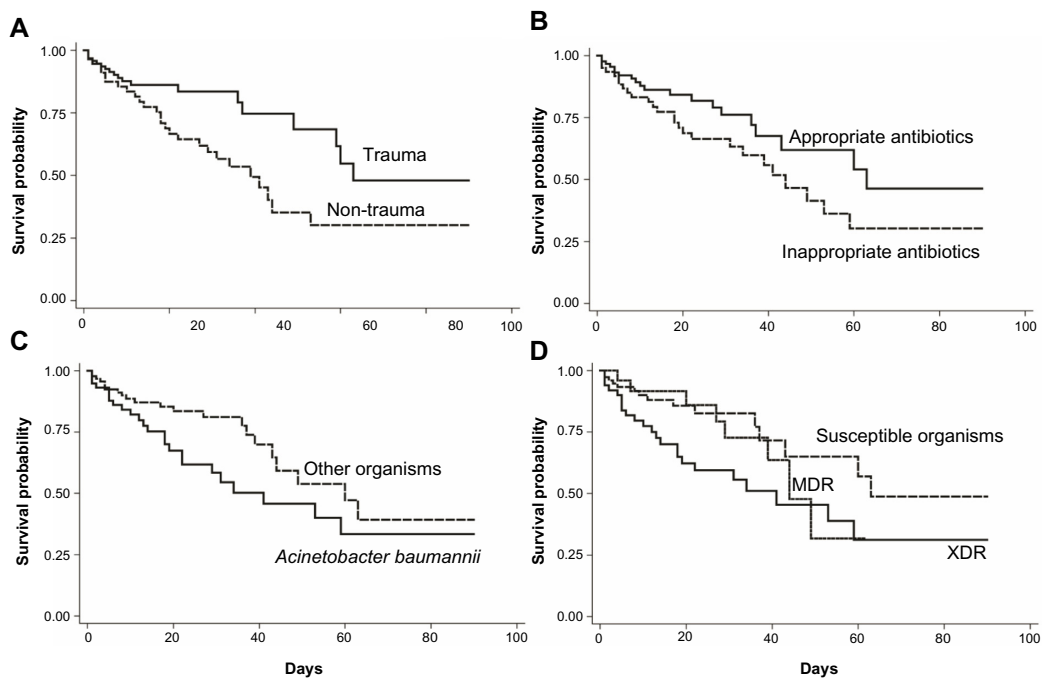 A
Survival probability
1.00
0.75
0.50
0.25
0.00
Trauma
Non-trauma
0 20 40 60 80 100
B
Survival probability
1.00
0.75
0.50
0.25
0.00
Appropriate antibiotics
Inappropriate antibiotics
0 20 40 60 80 100
C
Survival probability
1.00
0.75
0.50
0.25
0.00
Other organisms
Acinetobacter baumannii
0 20 40 60 80 100
Days
D
Survival probability
1.00
0.75
0.50
0.25
0.00
Susceptible organisms
MDR
XDR
0 20 40 60 80 100
Days